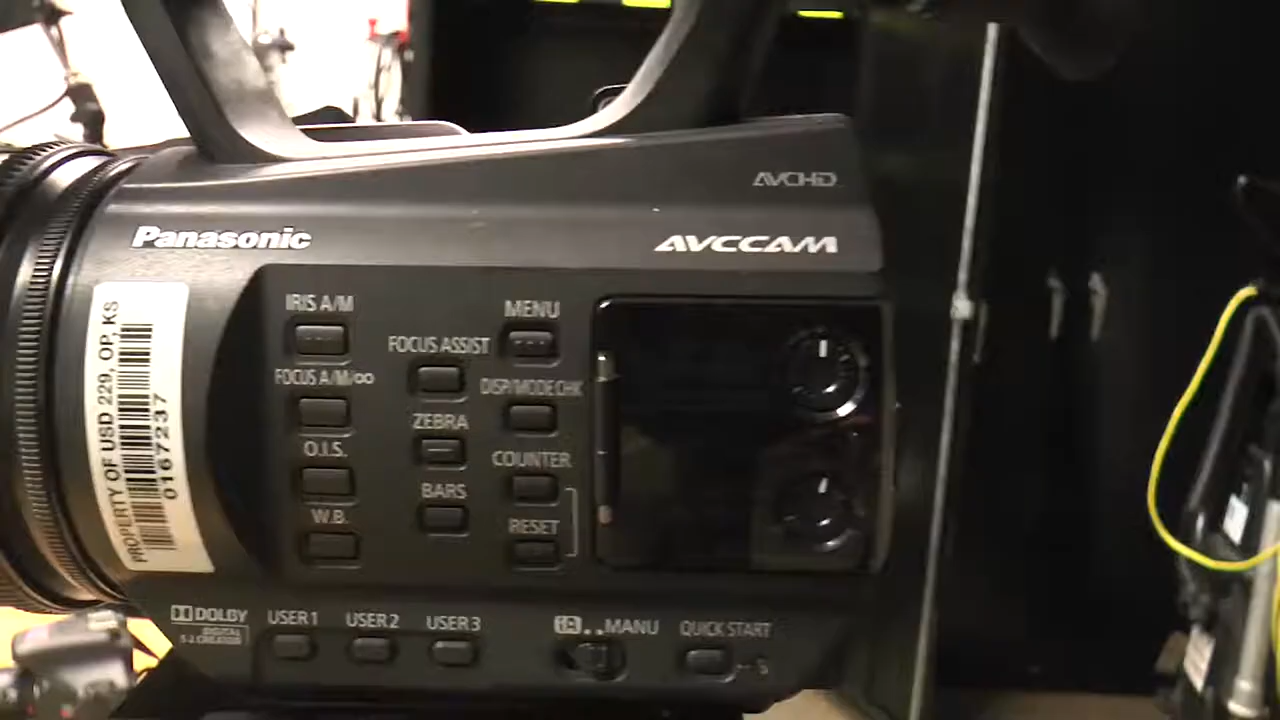 AVCHD
Panasonic
AVCCAM
PROPERTY OF USD 229, OP, KS
0167237
IRIS A/M
FOCUS A/M/∞
O.I.S.
W.B.
FOCUS ASSIST
ZEBRA
BARS
MENU
DISP/MODE CHK
COUNTER
RESET
DOLBY
DIGITAL
USER1
USER2
USER3
iA..MANU
QUICK START